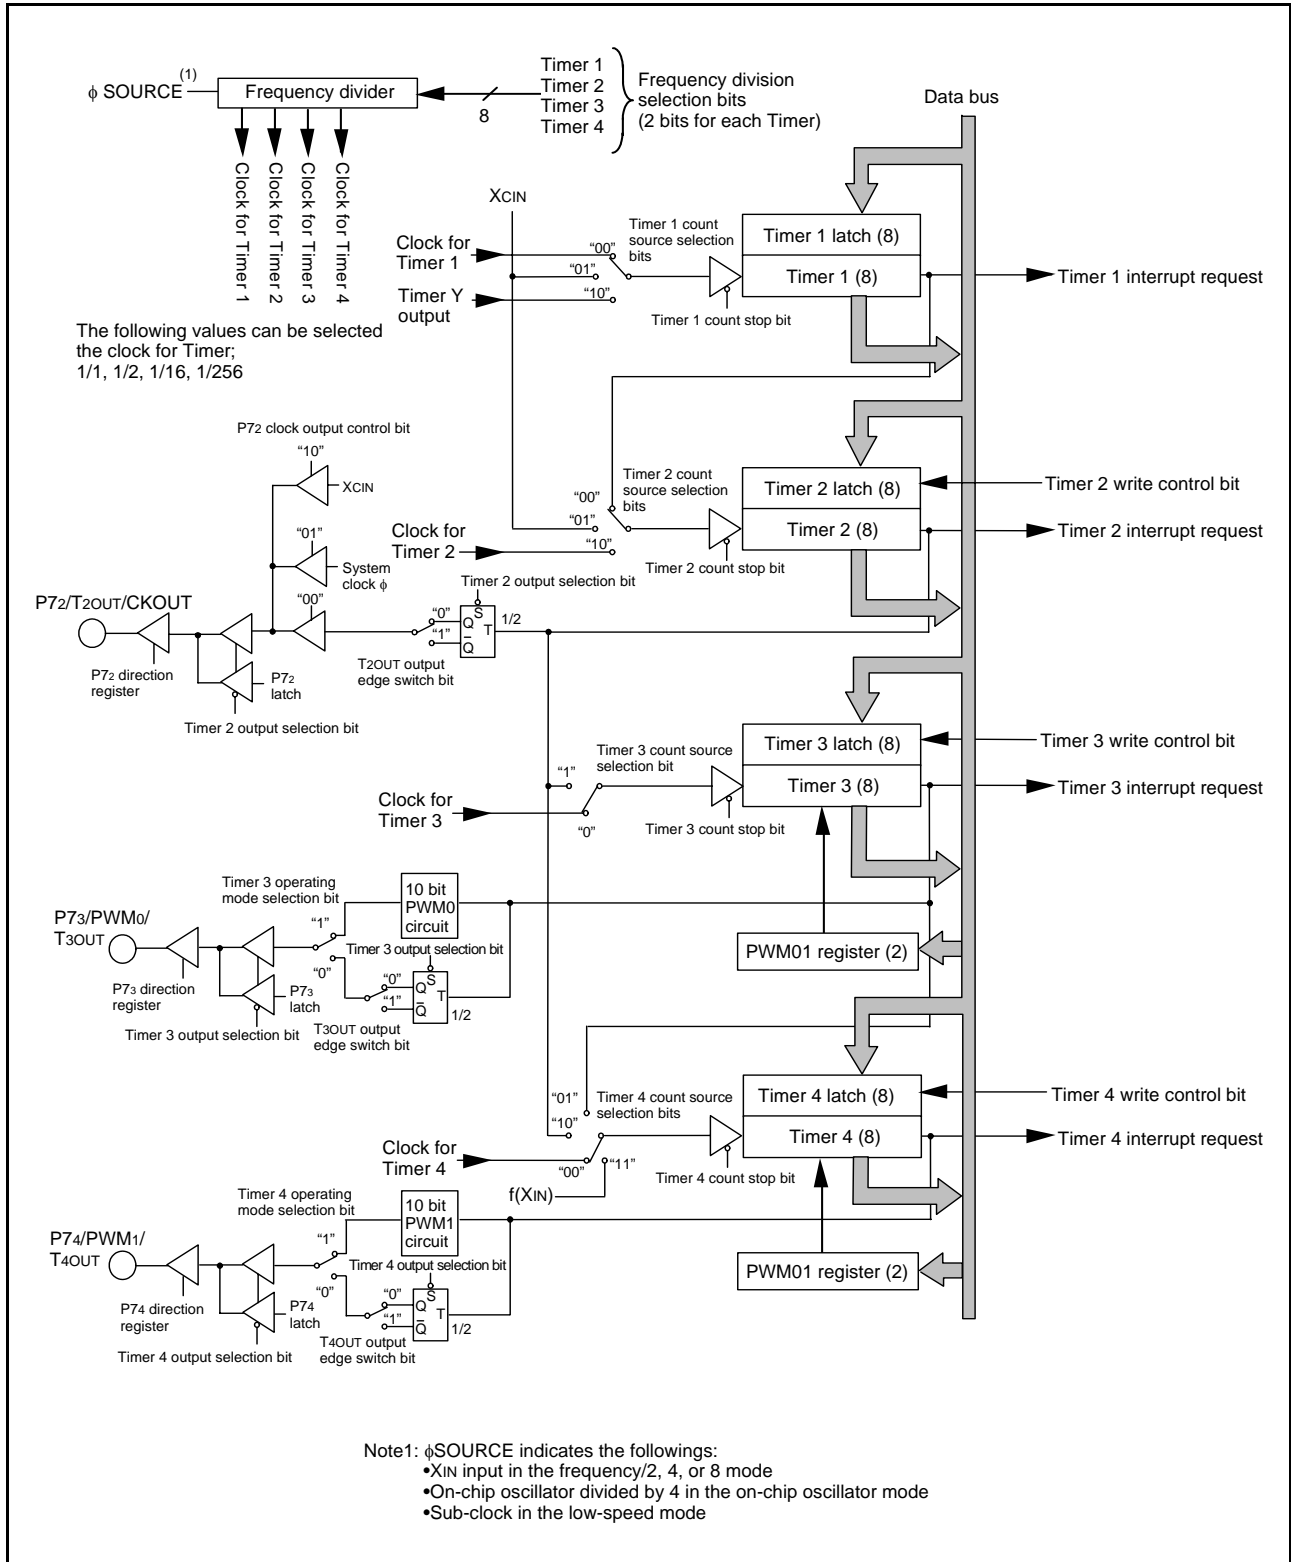 φ SOURCE (1)
Frequency divider
8
Timer 1
Timer 2
Timer 3
Timer 4
Frequency division
selection bits
(2 bits for each Timer)
Data bus
Clock for Timer 1
Clock for Timer 2
Clock for Timer 3
Clock for Timer 4
The following values can be selected
the clock for Timer;
1/1, 1/2, 1/16, 1/256
XCIN
Clock for
Timer 1
Timer Y
output
"00"
"01"
"10"
Timer 1 count
source selection
bits
Timer 1 count stop bit
Timer 1 latch (8)
Timer 1 (8)
Timer 1 interrupt request
P72 clock output control bit
"10"
XCIN
"01"
System
clock φ
"00"
P72/T2OUT/CKOUT
P72 direction
register
P72
latch
Timer 2 output selection bit
Timer 2 output selection bit
"0"
"1"
S
Q
T
Q̅
1/2
T2OUT output
edge switch bit
Clock for
Timer 2
"00"
"01"
"10"
Timer 2 count
source selection
bits
Timer 2 count stop bit
Timer 2 latch (8)
Timer 2 (8)
Timer 2 write control bit
Timer 2 interrupt request
Clock for
Timer 3
"1"
"0"
Timer 3 count source
selection bit
Timer 3 count stop bit
Timer 3 latch (8)
Timer 3 (8)
Timer 3 write control bit
Timer 3 interrupt request
PWM01 register (2)
P73/PWM0/
T3OUT
P73 direction
register
P73
latch
Timer 3 output selection bit
Timer 3 operating
mode selection bit
"1"
"0"
10 bit
PWM0
circuit
Timer 3 output selection bit
"0"
"1"
S
Q
T
Q̅
1/2
T3OUT output
edge switch bit
Clock for
Timer 4
"01"
"10"
"00"
"11"
f(XIN)
Timer 4 count source
selection bits
Timer 4 count stop bit
Timer 4 latch (8)
Timer 4 (8)
Timer 4 write control bit
Timer 4 interrupt request
PWM01 register (2)
P74/PWM1/
T4OUT
P74 direction
register
P74
latch
Timer 4 output selection bit
Timer 4 operating
mode selection bit
"1"
"0"
10 bit
PWM1
circuit
Timer 4 output selection bit
"0"
"1"
S
Q
T
Q̅
1/2
T4OUT output
edge switch bit
Note1: φSOURCE indicates the followings:
•XIN input in the frequency/2, 4, or 8 mode
•On-chip oscillator divided by 4 in the on-chip oscillator mode
•Sub-clock in the low-speed mode